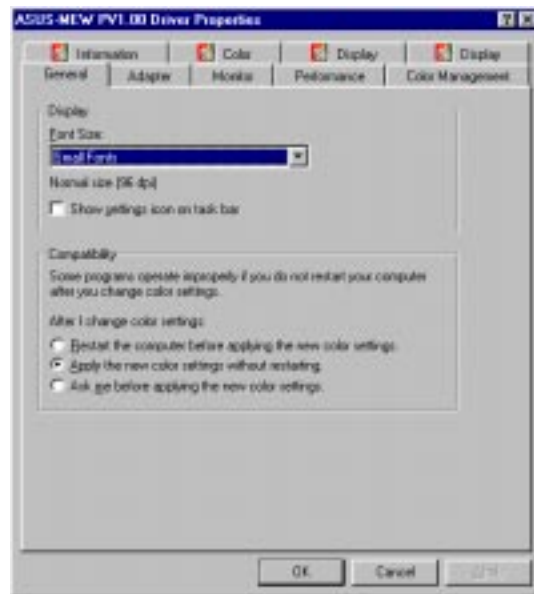 ASUS-MEW PV1.00 Driver Properties
Information Color Display Display
General Adapter Monitor Performance Color Management
Display
Font Size:
Small Fonts
Normal size (96 dpi)
Show settings icon on task bar
Compatibility
Some programs operate improperly if you do not restart your computer
after you change color settings.
After I change color settings:
Restart the computer before applying the new color settings.
Apply the new color settings without restarting.
Ask me before applying the new color settings.
OK Cancel